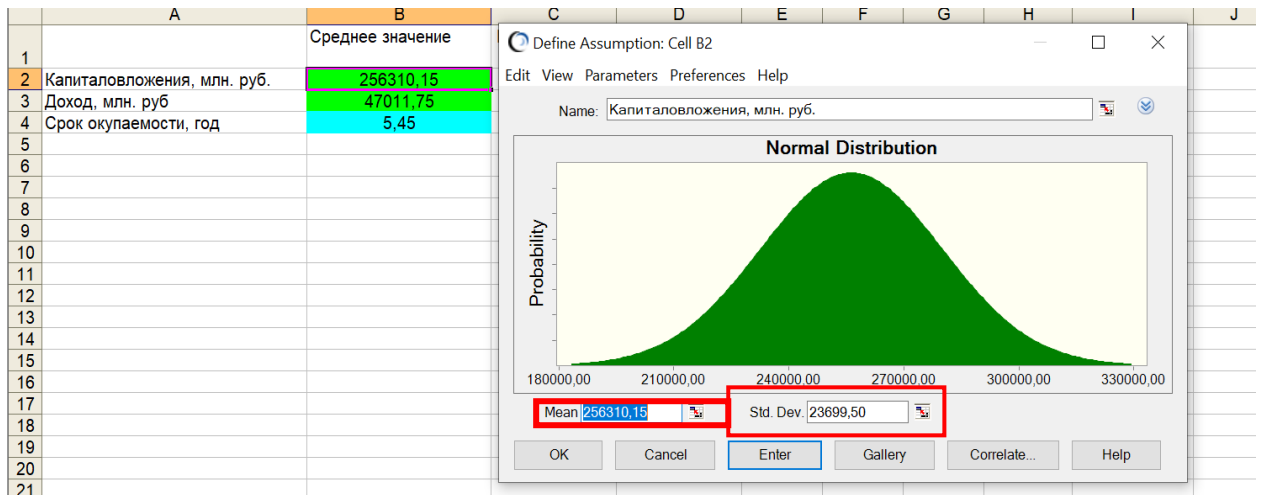 A B C D E F G H I J
Среднее значение
1
2 Капиталовложения, млн. руб. 256310,15
3 Доход, млн. руб 47011,75
4 Срок окупаемости, год 5,45
5
6
7
8
9
10
11
12
13
14
15
16
17
18
19
20
21
Define Assumption: Cell B2
Edit View Parameters Preferences Help
Name: Капиталовложения, млн. руб.
Normal Distribution
Probability
180000,00 210000,00 240000,00 270000,00 300000,00 330000,00
Mean 256310,15 Std. Dev. 23699,50
OK Cancel Enter Gallery Correlate... Help